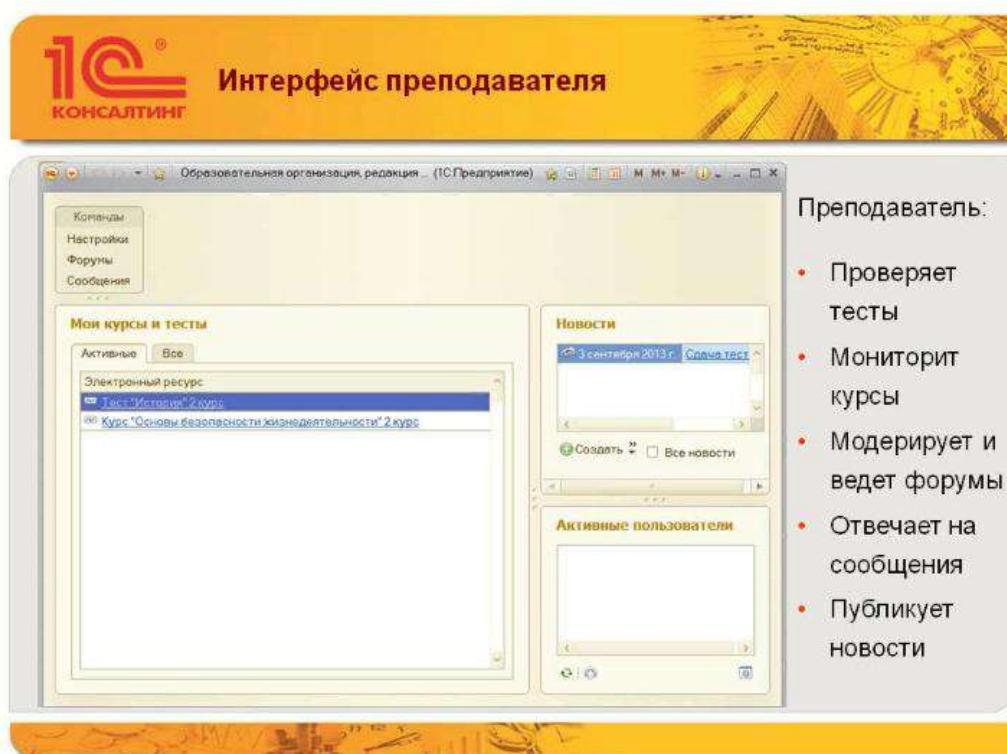 1С®
КОНСАЛТИНГ
Интерфейс преподавателя
Образовательная организация, редакция ... (1С:Предприятие)
M M+ M-
Команды
Настройки
Форумы
Сообщения
Мои курсы и тесты
Активные Все
Электронный ресурс
Тест "История" 2 курс
Курс "Основы безопасности жизнедеятельности" 2 курс
Новости
3 сентября 2013 г. Сдача тест
Создать
Все новости
Активные пользователи
Преподаватель:
• Проверяет
тесты
• Мониторит
курсы
• Модерирует и
ведет форумы
• Отвечает на
сообщения
• Публикует
новости